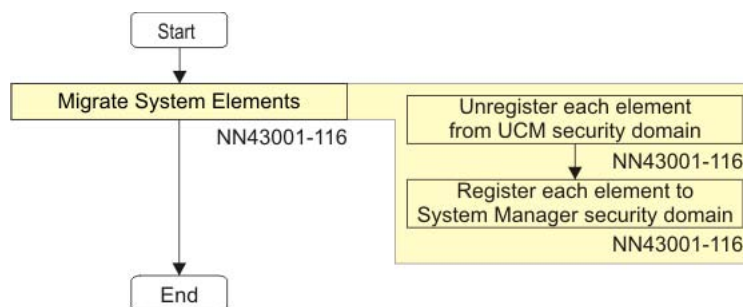 Start
Migrate System Elements
NN43001-116
Unregister each element
from UCM security domain
NN43001-116
Register each element to
System Manager security domain
NN43001-116
End